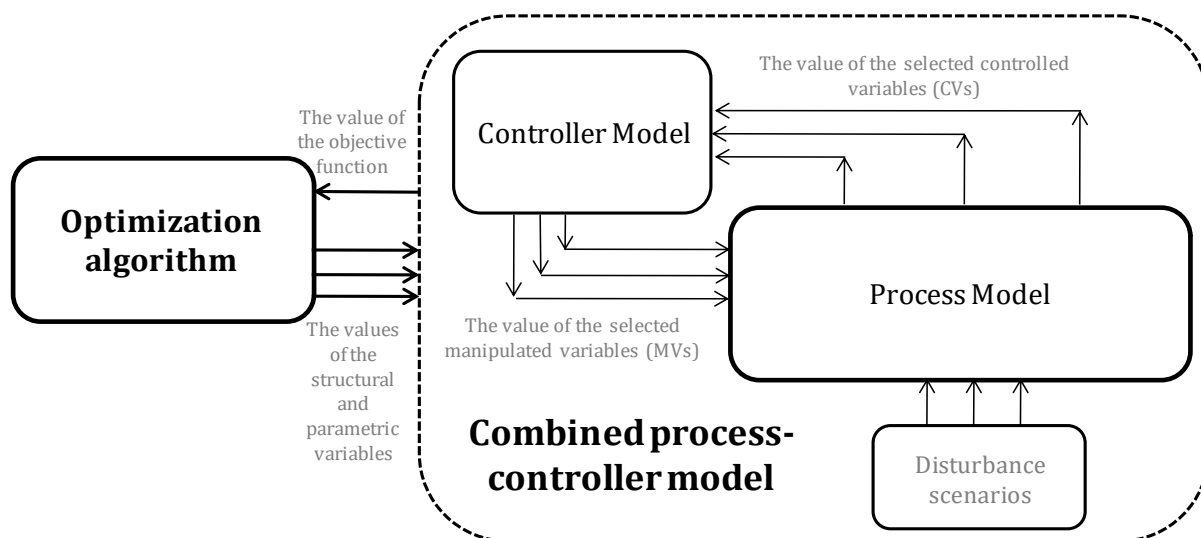 The value of
the objective
function
Optimization
algorithm
The values
of the
structural
and
parametric
variables
Controller Model
The value of the selected controlled
variables (CVs)
Process Model
The value of the selected
manipulated variables (MVs)
Combined process-
controller model
Disturbance
scenarios